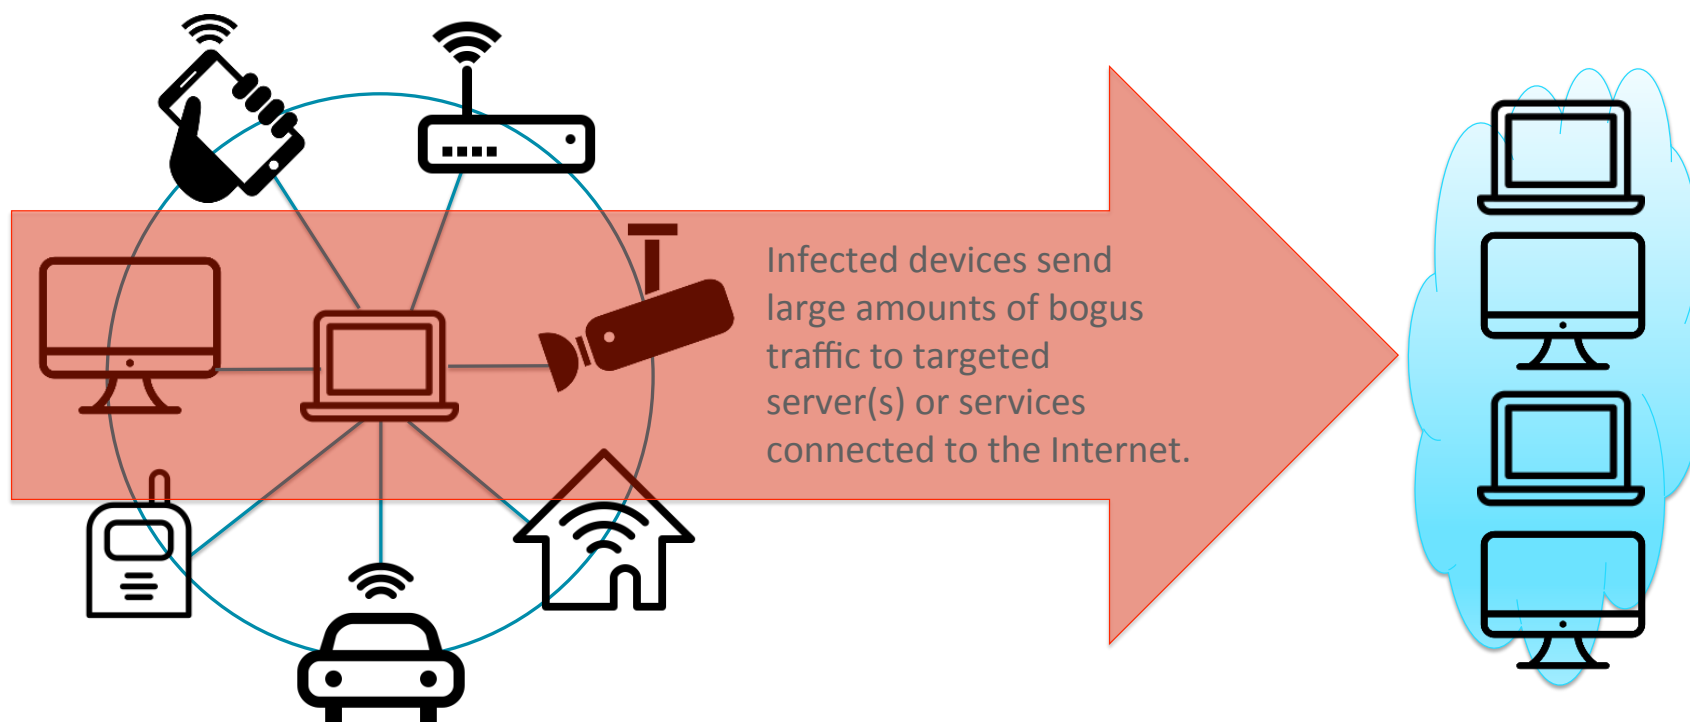 Infected devices send
large amounts of bogus
traffic to targeted
server(s) or services
connected to the Internet.